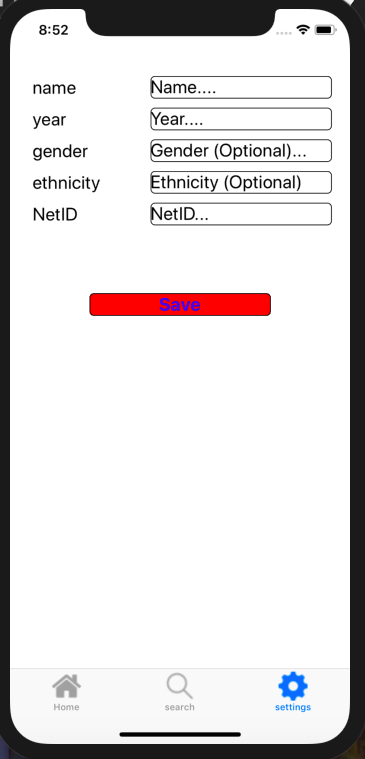 8:52
name Name....
year Year....
gender Gender (Optional)...
ethnicity Ethnicity (Optional)
NetID NetID...
Save
Home search settings